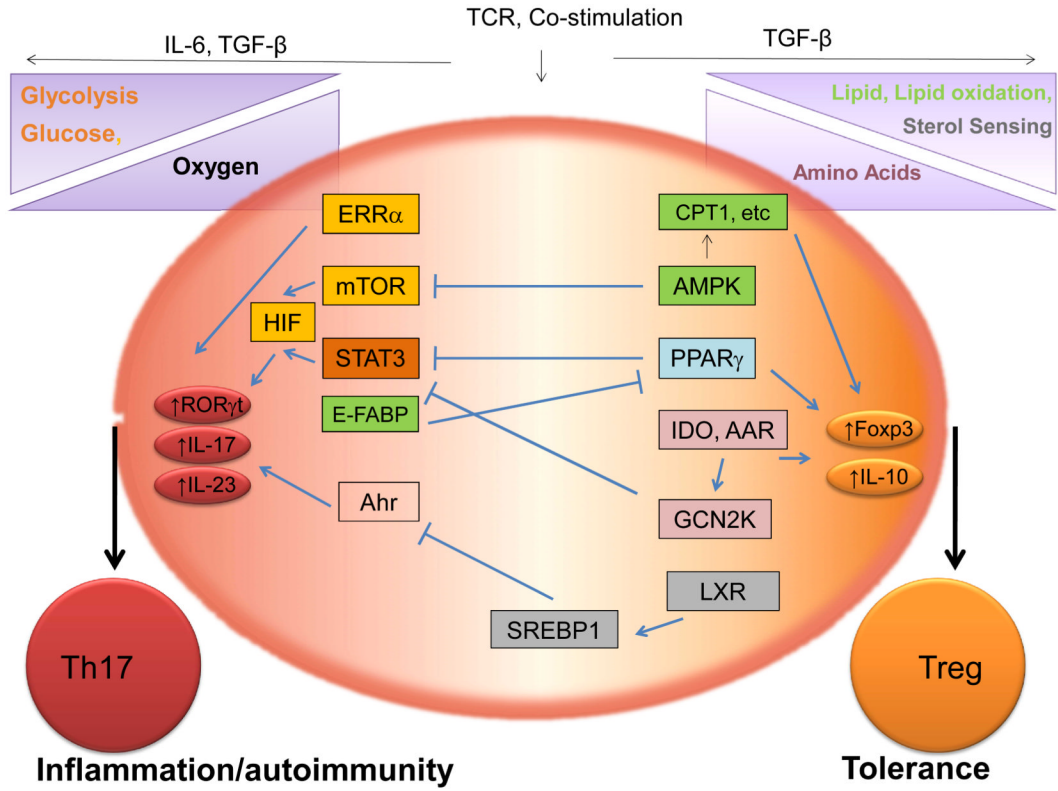 TCR, Co-stimulation
IL-6, TGF-β
TGF-β
Glycolysis
Glucose,
Oxygen
Lipid, Lipid oxidation,
Sterol Sensing
Amino Acids
ERRα
CPT1, etc
mTOR
AMPK
HIF
STAT3
PPARγ
↑RORγt
E-FABP
IDO, AAR
↑Foxp3
↑IL-17
↑IL-23
↑IL-10
Ahr
GCN2K
LXR
SREBP1
Th17
Treg
Inflammation/autoimmunity
Tolerance